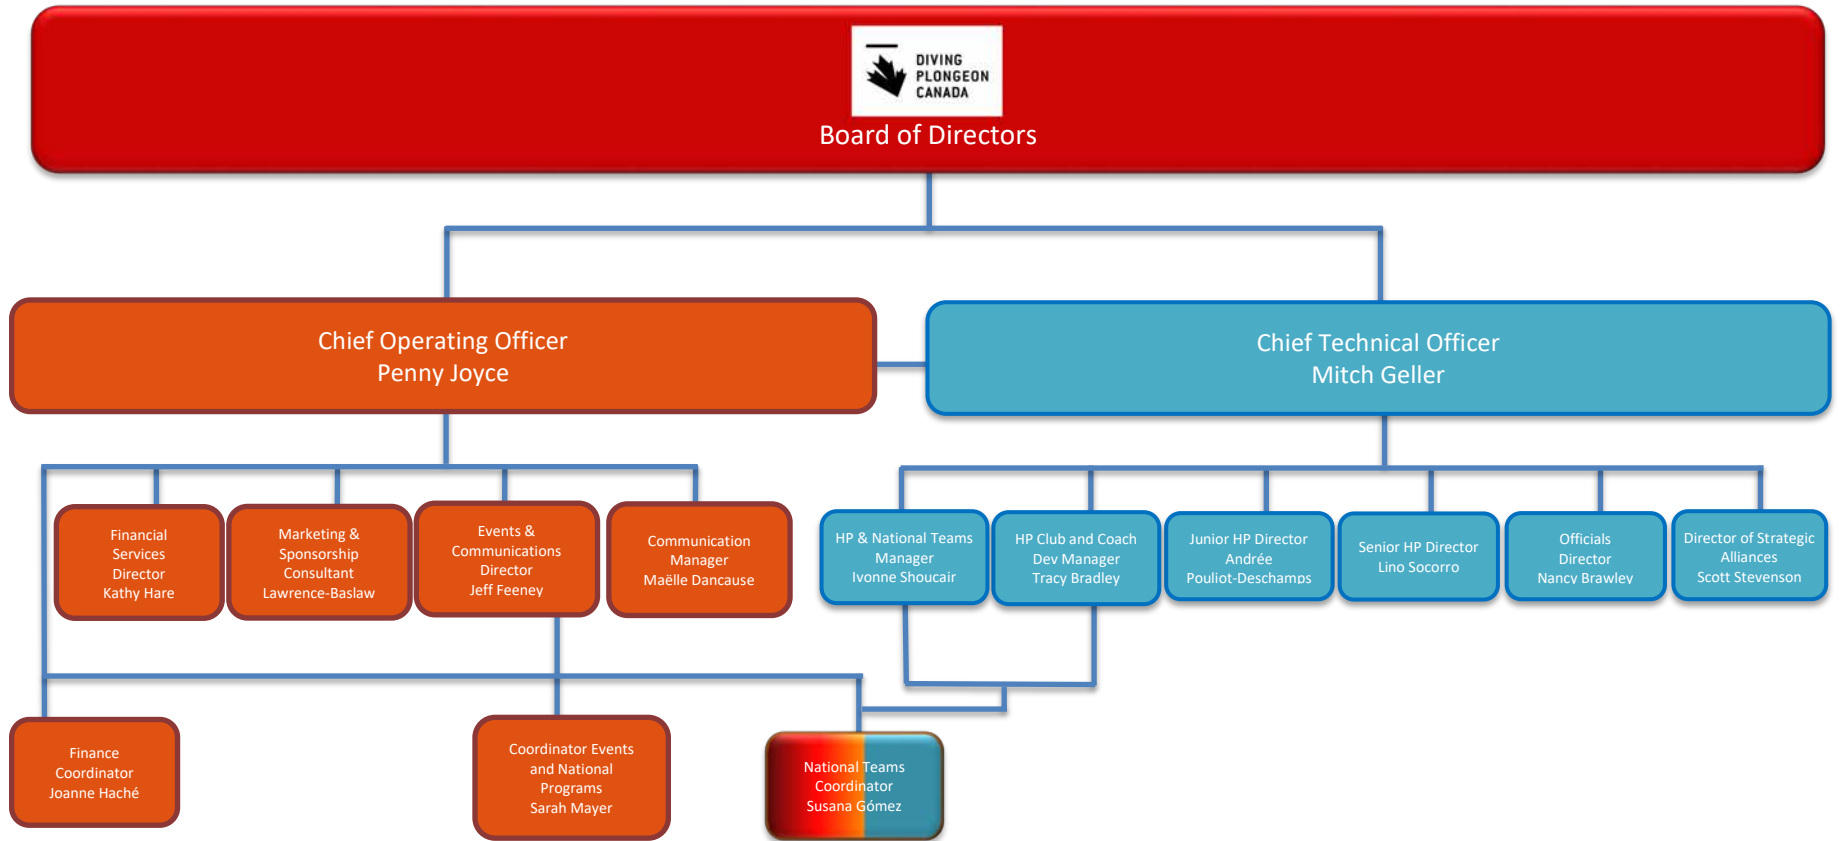 DIVING
PLONGEON
CANADA
Board of Directors
Chief Operating Officer
Penny Joyce
Chief Technical Officer
Mitch Geller
Financial
Services
Director
Kathy Hare
Marketing &
Sponsorship
Consultant
Lawrence-Baslaw
Events &
Communications
Director
Jeff Feeney
Communication
Manager
Maëlle Dancause
HP & National Teams
Manager
Ivonne Shoucair
HP Club and Coach
Dev Manager
Tracy Bradley
Junior HP Director
Andrée
Pouliot-Deschamps
Senior HP Director
Lino Socorro
Officials
Director
Nancy Brawley
Director of Strategic
Alliances
Scott Stevenson
Finance
Coordinator
Joanne Haché
Coordinator Events
and National
Programs
Sarah Mayer
National Teams
Coordinator
Susana Gómez